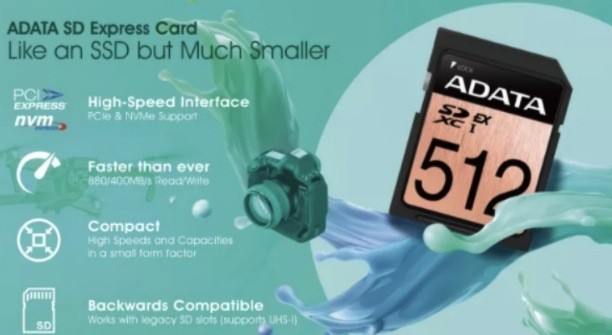 ADATA SD Express Card
Like an SSD but Much Smaller
PCI
EXPRESS
nvm
EXPRESS
High-Speed Interface
PCIe & NVMe Support
Faster than ever
880/400MB/s Read/Write
Compact
High Speeds and Capacities
in a small form factor
SD
Backwards Compatible
Works with legacy SD slots (supports UHS-I)
LOCK
ADATA
SD
XC I
EX
512